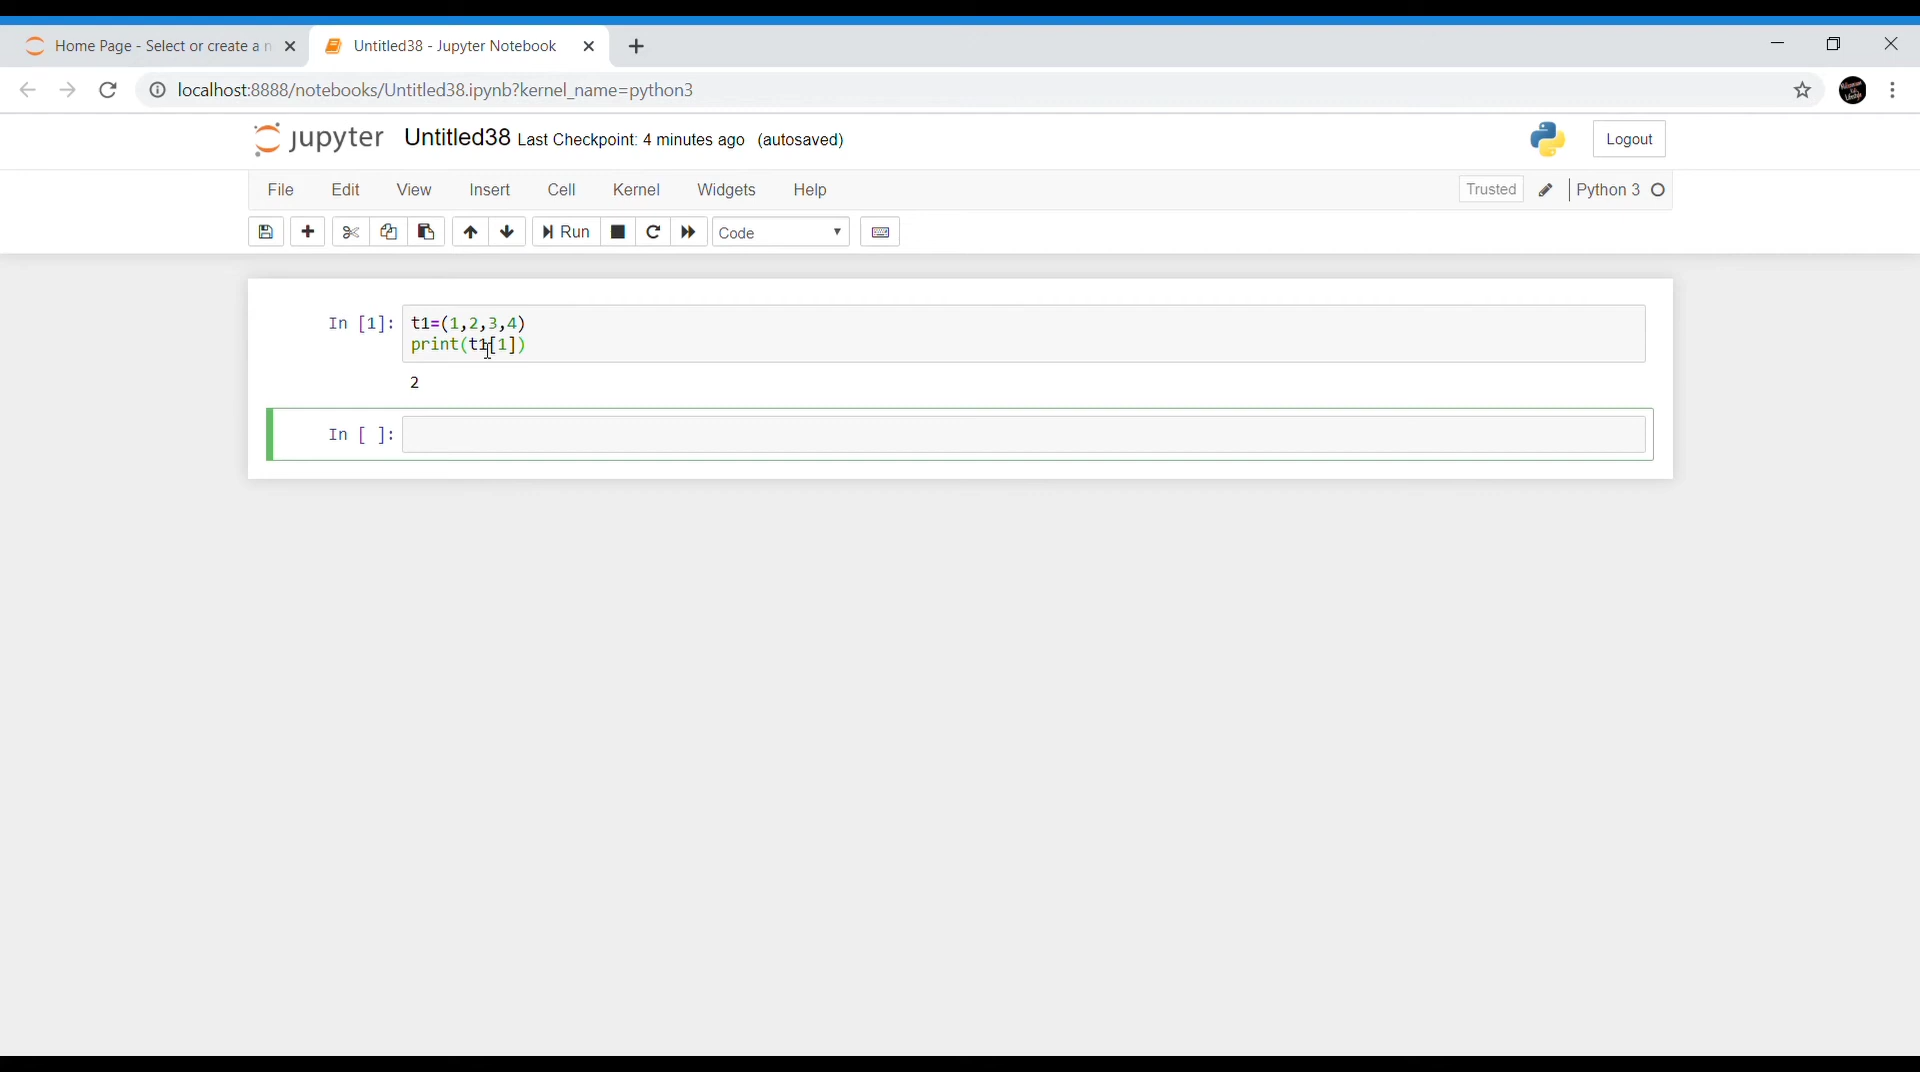 Home Page - Select or create a n
Untitled38 - Jupyter Notebook
localhost:8888/notebooks/Untitled38.ipynb?kernel_name=python3
jupyter Untitled38 Last Checkpoint: 4 minutes ago (autosaved)
Logout
File Edit View Insert Cell Kernel Widgets Help
Trusted Python 3
Run Code
In [1]: t1=(1,2,3,4)
print(t1[1])
2
In [ ]: